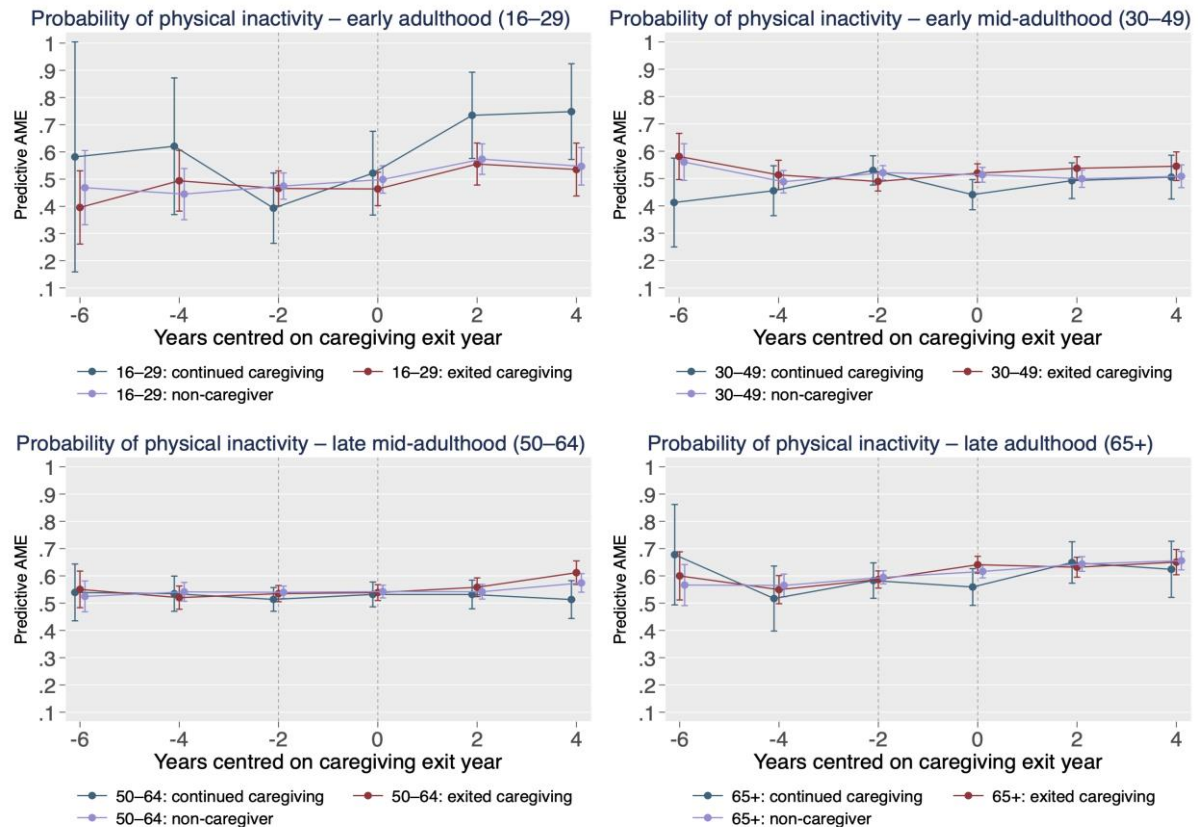 Probability of physical inactivity – early adulthood (16–29)
Predictive AME
1
.9
.8
.7
.6
.5
.4
.3
.2
.1
-6 -4 -2 0 2 4
Years centred on caregiving exit year
16–29: continued caregiving 16–29: exited caregiving
16–29: non-caregiver
Probability of physical inactivity – early mid-adulthood (30–49)
Predictive AME
1
.9
.8
.7
.6
.5
.4
.3
.2
.1
-6 -4 -2 0 2 4
Years centred on caregiving exit year
30–49: continued caregiving 30–49: exited caregiving
30–49: non-caregiver
Probability of physical inactivity – late mid-adulthood (50–64)
Predictive AME
1
.9
.8
.7
.6
.5
.4
.3
.2
.1
-6 -4 -2 0 2 4
Years centred on caregiving exit year
50–64: continued caregiving 50–64: exited caregiving
50–64: non-caregiver
Probability of physical inactivity – late adulthood (65+)
Predictive AME
1
.9
.8
.7
.6
.5
.4
.3
.2
.1
-6 -4 -2 0 2 4
Years centred on caregiving exit year
65+: continued caregiving 65+: exited caregiving
65+: non-caregiver